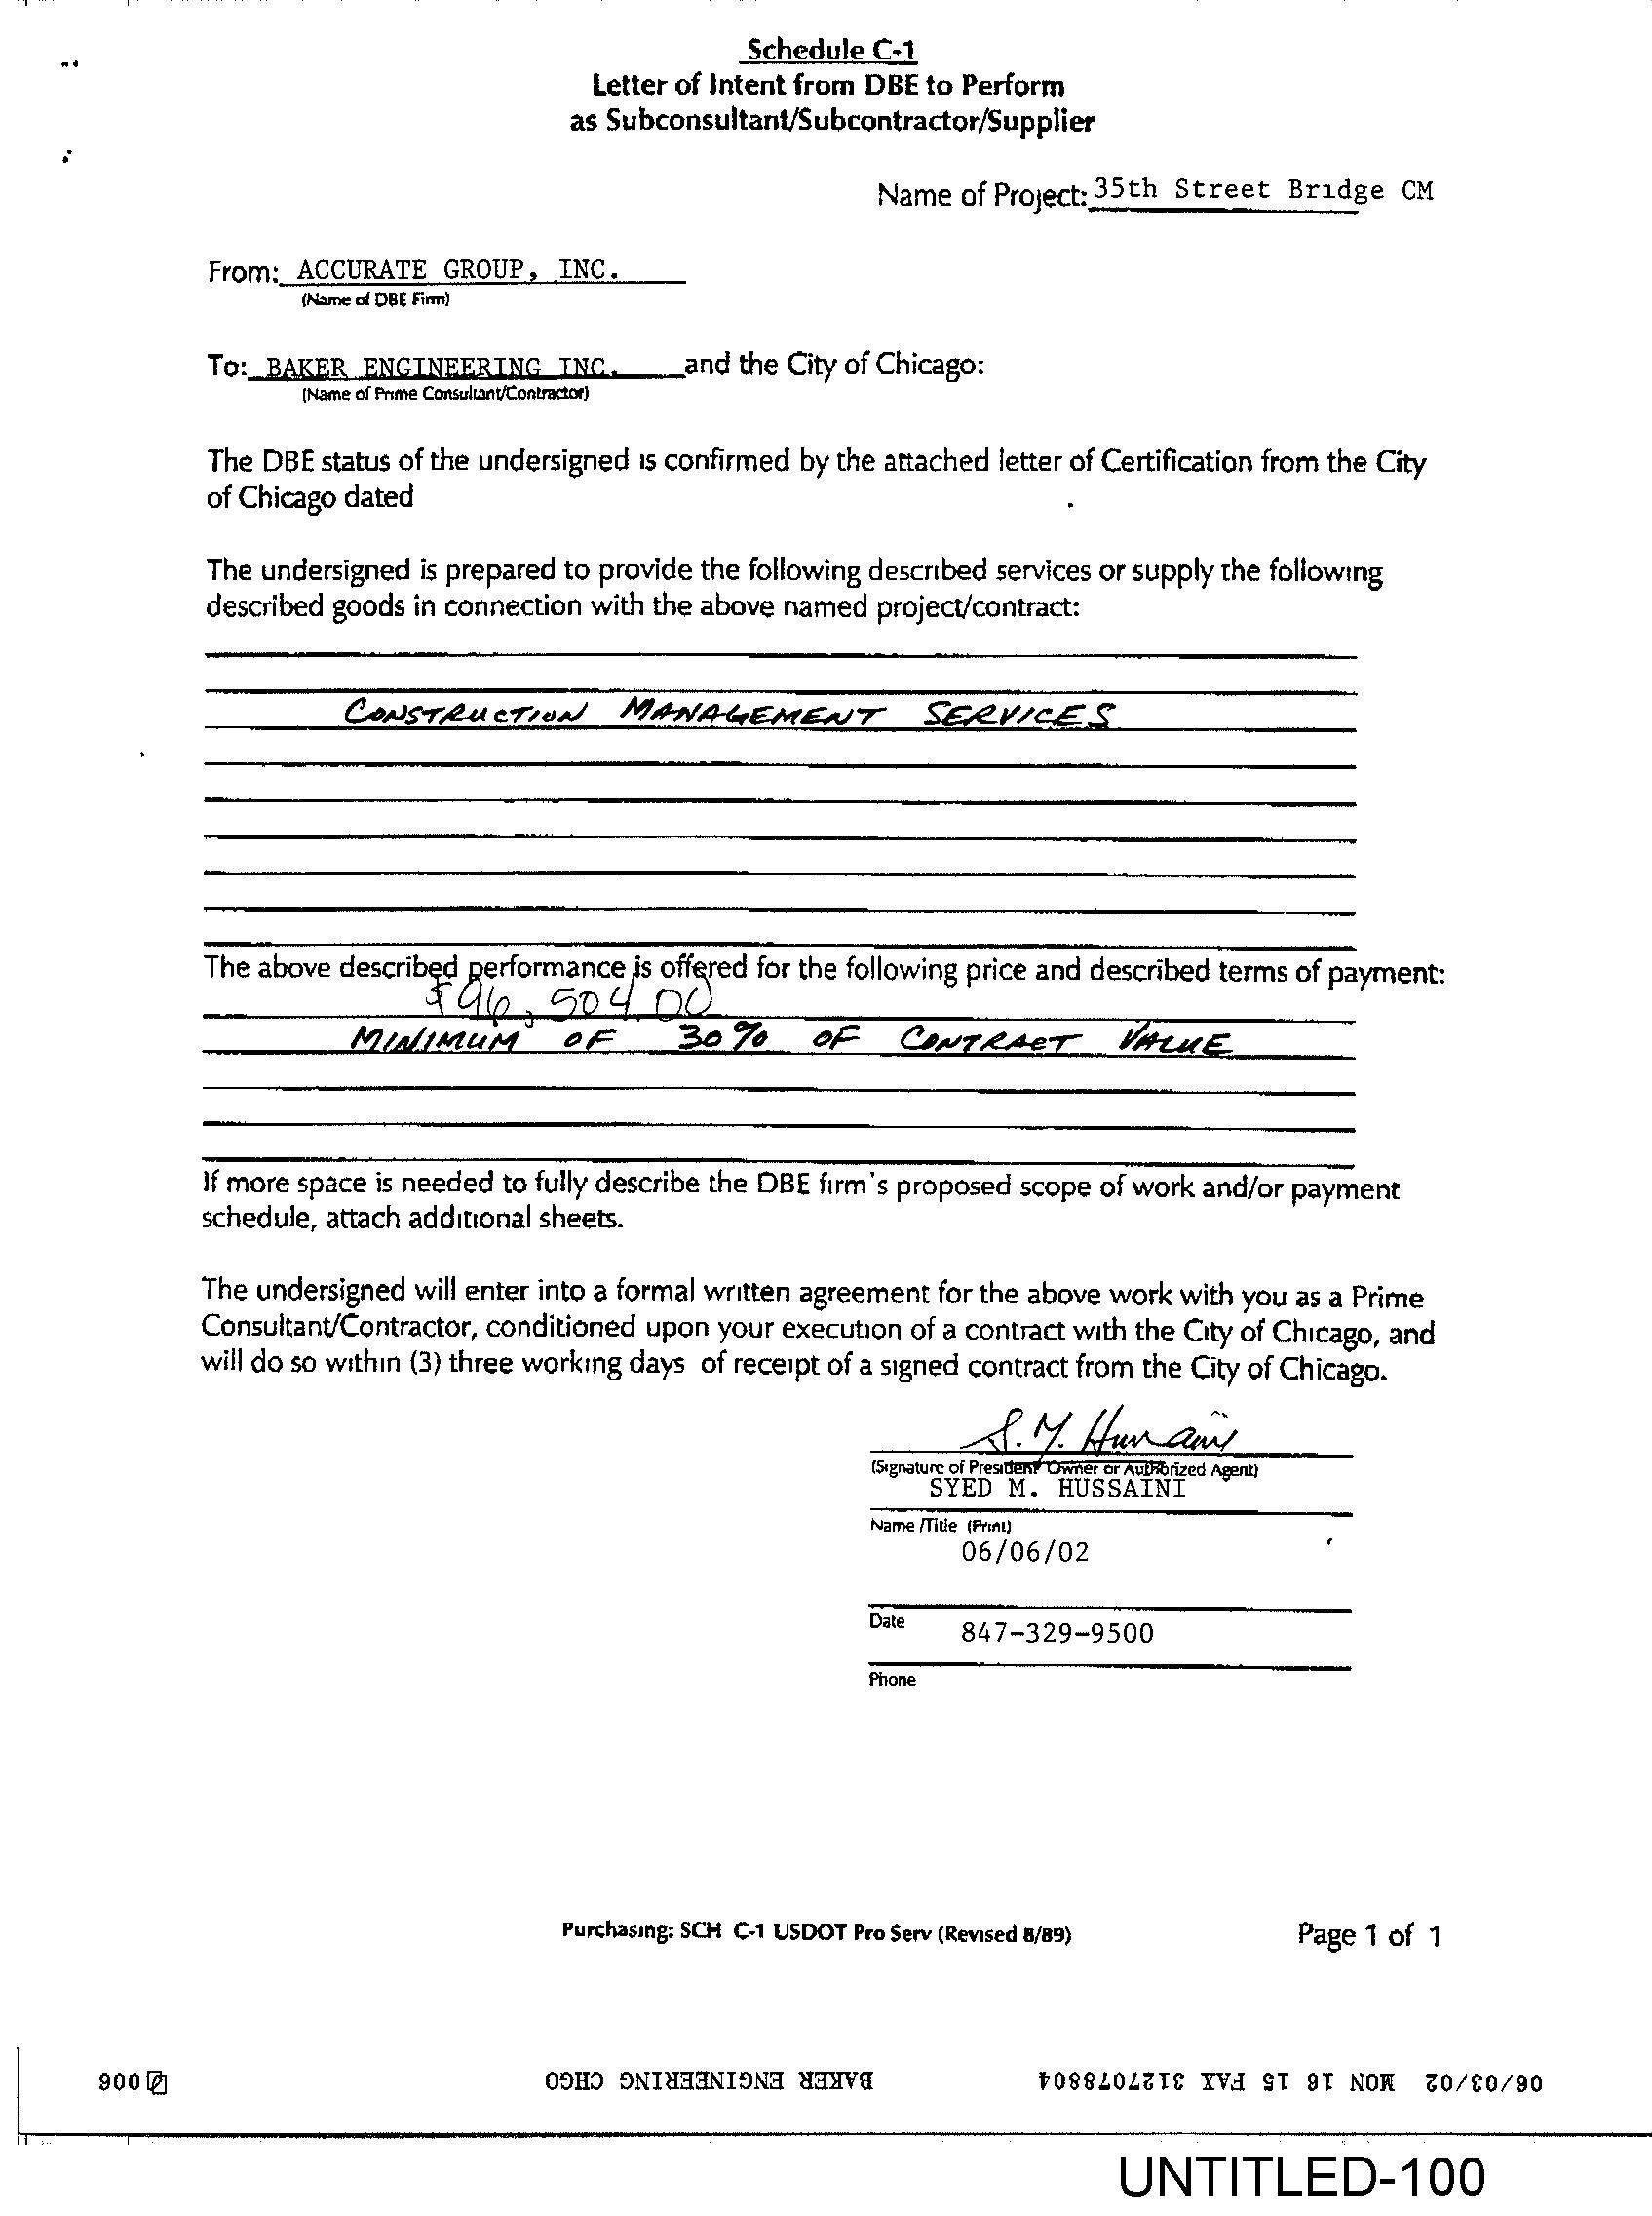 Schedule C-1
Letter of Intent from DBE to Perform
as Subconsultant/Subcontractor/Supplier
Name of Project: 35th Street Bridge CM
From: ACCURATE GROUP, INC.
(Name of DBE Firm)
To: BAKER ENGINEERING INC. and the City of Chicago:
(Name of Prime Consultant/Contractor)
The DBE status of the undersigned is confirmed by the attached letter of Certification from the City
of Chicago dated
The undersigned is prepared to provide the following described services or supply the following
described goods in connection with the above named project/contract:
CONSTRUCTION MANAGEMENT SERVICES
The above described performance is offered for the following price and described terms of payment:
$96,504.00
MINIMUM OF 30% OF CONTRACT VALUE
If more space is needed to fully describe the DBE firm's proposed scope of work and/or payment
schedule, attach additional sheets.
The undersigned will enter into a formal written agreement for the above work with you as a Prime
Consultant/Contractor, conditioned upon your execution of a contract with the City of Chicago, and
will do so within (3) three working days of receipt of a signed contract from the City of Chicago.
S. M. Hussaini
(Signature of President Owner or Authorized Agent)
SYED M. HUSSAINI
Name /Title (Print)
06/06/02
Date
847-329-9500
Phone
Purchasing: SCH C-1 USDOT Pro Serv (Revised 8/89)
Page 1 of 1
06/03/02 MON 16 15 FAX 3127078804 BAKER ENGINEERING CHGO 006
UNTITLED-100